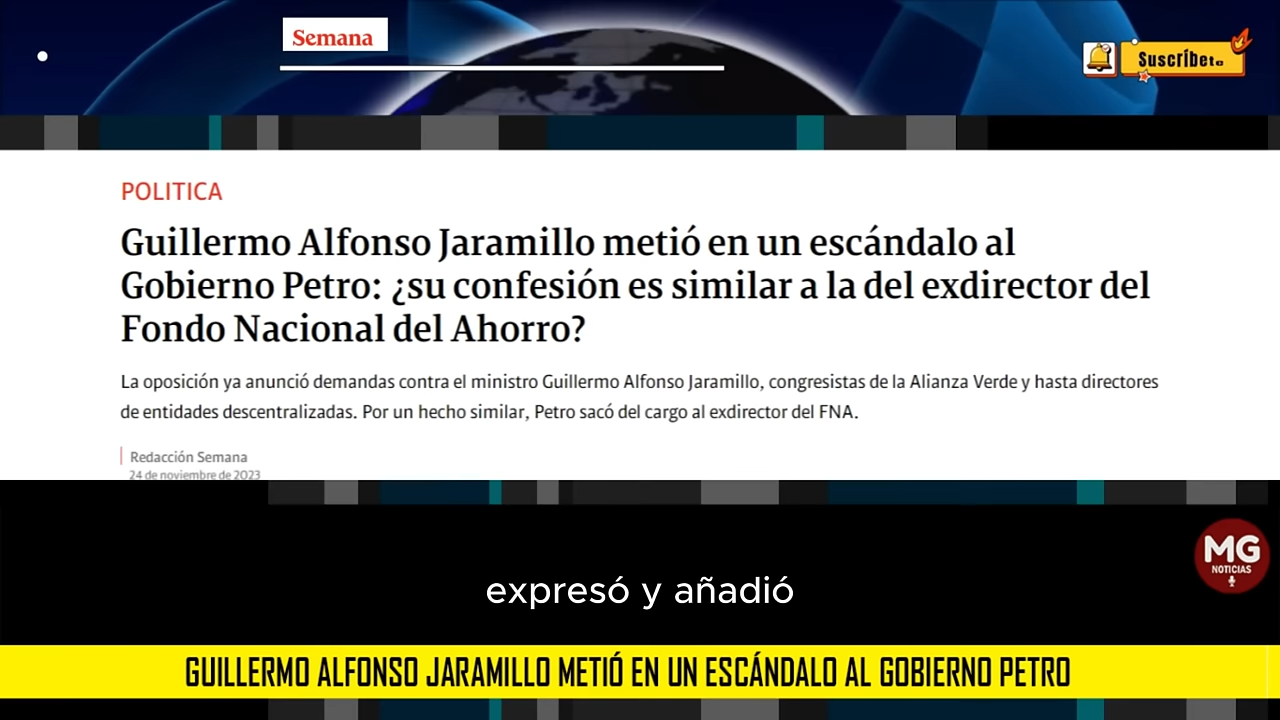 Semana
Suscríbete
POLITICA
Guillermo Alfonso Jaramillo metió en un escándalo al
Gobierno Petro: ¿su confesión es similar a la del exdirector del
Fondo Nacional del Ahorro?
La oposición ya anunció demandas contra el ministro Guillermo Alfonso Jaramillo, congresistas de la Alianza Verde y hasta directores
de entidades descentralizadas. Por un hecho similar, Petro sacó del cargo al exdirector del FNA.
Redacción Semana
24 de noviembre de 2023
MG
NOTICIAS
expresó y añadió
GUILLERMO ALFONSO JARAMILLO METIÓ EN UN ESCÁNDALO AL GOBIERNO PETRO